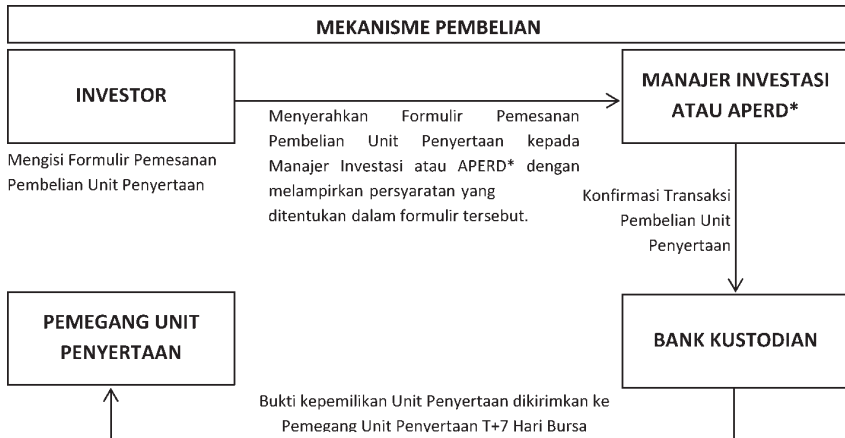 MEKANISME PEMBELIAN
INVESTOR
MANAJER INVESTASI
ATAU APERD*
Mengisi Formulir Pemesanan
Pembelian Unit Penyertaan
Menyerahkan Formulir Pemesanan
Pembelian Unit Penyertaan kepada
Manajer Investasi atau APERD* dengan
melampirkan persyaratan yang
ditentukan dalam formulir tersebut.
Konfirmasi Transaksi
Pembelian Unit
Penyertaan
PEMEGANG UNIT
PENYERTAAN
BANK KUSTODIAN
Bukti kepemilikan Unit Penyertaan dikirimkan ke
Pemegang Unit Penyertaan T+7 Hari Bursa